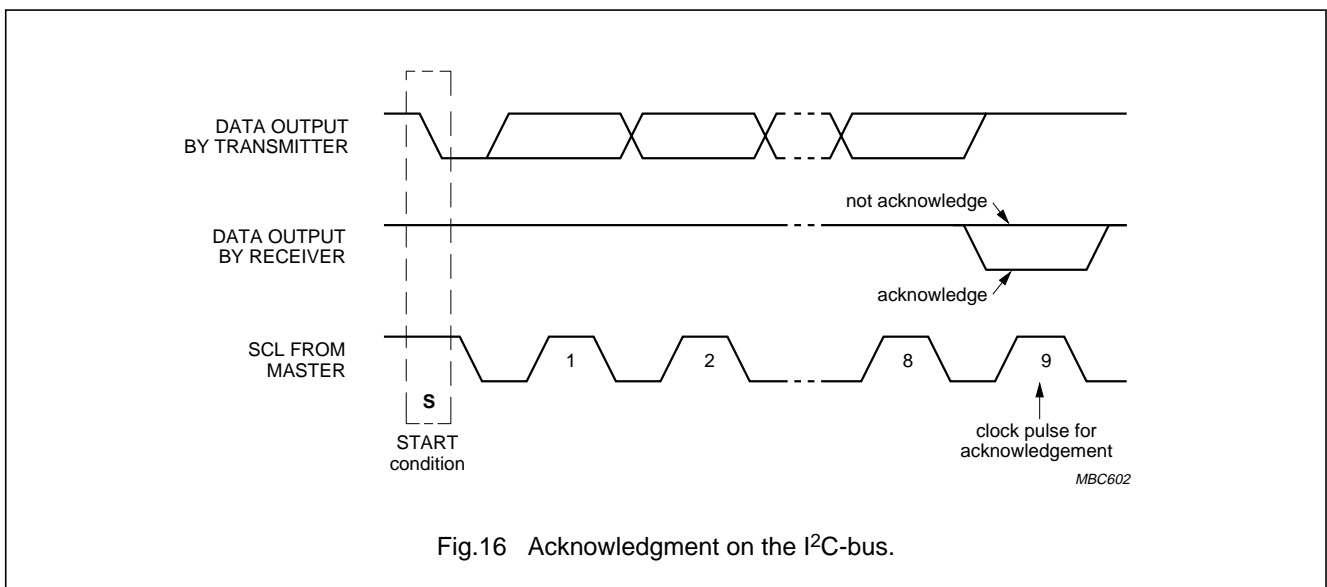 DATA OUTPUT
BY TRANSMITTER
not acknowledge
DATA OUTPUT
BY RECEIVER
acknowledge
SCL FROM
MASTER
1
2
8
9
S
START
condition
clock pulse for
acknowledgement
MBC602
Fig.16 Acknowledgment on the I²C-bus.